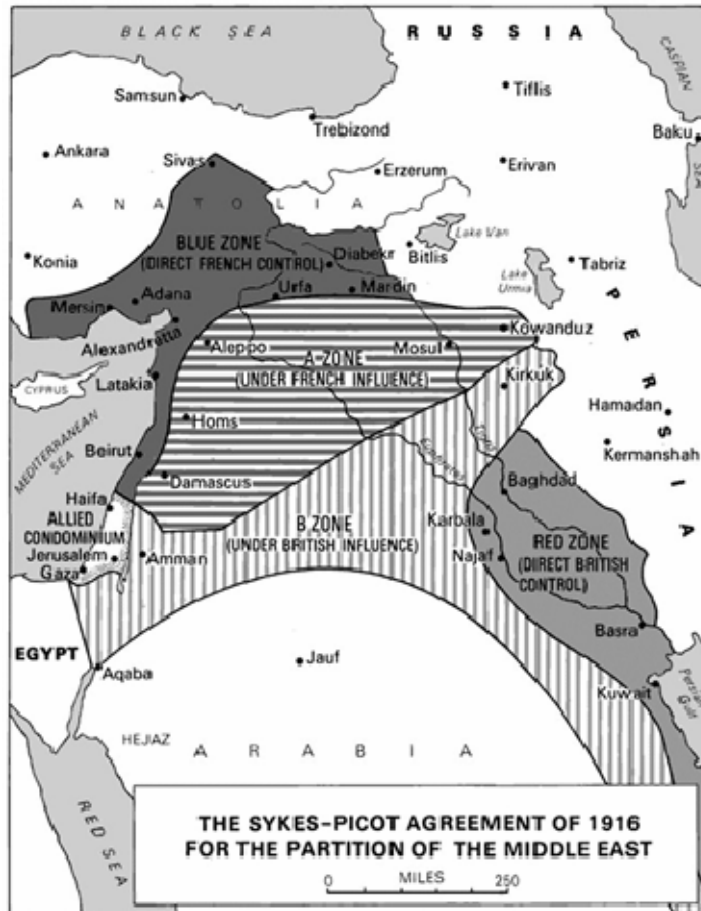 BLACK SEA
RUSSIA
CASPIAN
SEA
Samsun
Trebizond
Tiflis
Baku
Ankara
Sivas
Erzerum
Erivan
ANATOLIA
BLUE ZONE
(DIRECT FRENCH CONTROL)
Diabekr
Bitlis
Lake Van
Konia
Lake
Urmia
Tabriz
Mersin
Adana
Urfa
Mardin
PERSIA
Alexandretta
Aleppo
A-ZONE
(UNDER FRENCH INFLUENCE)
Mosul
Kowanduz
CYPRUS
Latakia
Kirkuk
Homs
Hamadan
MEDITERRANEAN
SEA
Beirut
Damascus
Euphrates
Tigris
Kermanshah
Baghdad
Haifa
ALLIED
CONDOMINIUM
B ZONE
(UNDER BRITISH INFLUENCE)
Karbala
RED ZONE
(DIRECT BRITISH
CONTROL)
Jerusalem
Amman
Najaf
Gaza
Basra
EGYPT
Aqaba
Jauf
Kuwait
Persian
Gulf
HEJAZ
ARABIA
RED SEA
THE SYKES-PICOT AGREEMENT OF 1916
FOR THE PARTITION OF THE MIDDLE EAST
0 MILES 250